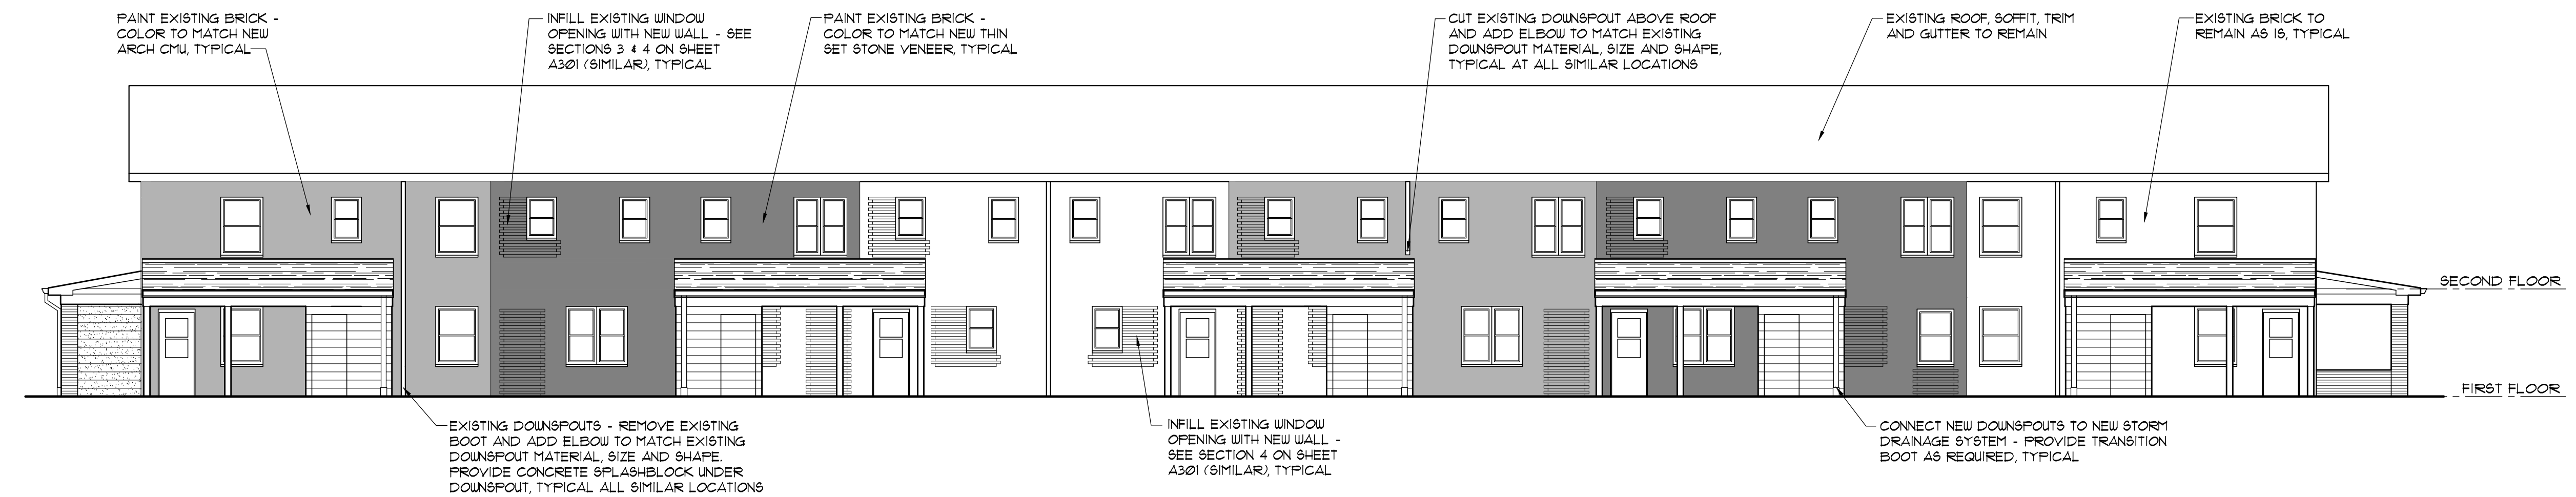 PAINT EXISTING BRICK -
COLOR TO MATCH NEW
ARCH CMU, TYPICAL
INFILL EXISTING WINDOW
OPENING WITH NEW WALL - SEE
SECTIONS 3 & 4 ON SHEET
A301 (SIMILAR), TYPICAL
PAINT EXISTING BRICK -
COLOR TO MATCH NEW THIN
SET STONE VENEER, TYPICAL
CUT EXISTING DOWNSPOUT ABOVE ROOF
AND ADD ELBOW TO MATCH EXISTING
DOWNSPOUT MATERIAL, SIZE AND SHAPE,
TYPICAL AT ALL SIMILAR LOCATIONS
EXISTING ROOF, SOFFIT, TRIM
AND GUTTER TO REMAIN
EXISTING BRICK TO
REMAIN AS IS, TYPICAL
SECOND FLOOR
FIRST FLOOR
EXISTING DOWNSPOUTS - REMOVE EXISTING
BOOT AND ADD ELBOW TO MATCH EXISTING
DOWNSPOUT MATERIAL, SIZE AND SHAPE.
PROVIDE CONCRETE SPLASHBLOCK UNDER
DOWNSPOUT, TYPICAL ALL SIMILAR LOCATIONS
INFILL EXISTING WINDOW
OPENING WITH NEW WALL -
SEE SECTION 4 ON SHEET
A301 (SIMILAR), TYPICAL
CONNECT NEW DOWNSPOUTS TO NEW STORM
DRAINAGE SYSTEM - PROVIDE TRANSITION
BOOT AS REQUIRED, TYPICAL